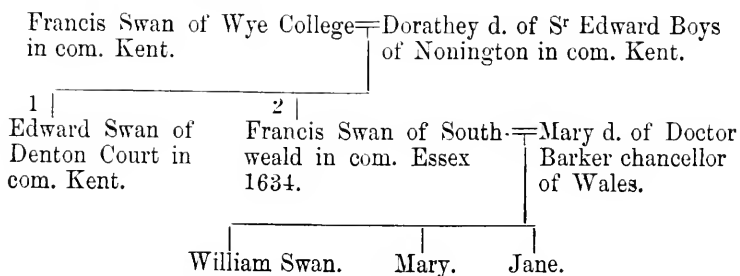 Francis Swan of Wye College=Dorathey d. of Sʳ Edward Boys
in com. Kent. of Nonington in com. Kent.
1 2
Edward Swan of Francis Swan of South-=Mary d. of Doctor
Denton Court in weald in com. Essex Barker chancellor
com. Kent. 1634. of Wales.
William Swan. Mary. Jane.